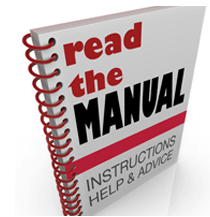 read
the
MANUAL
INSTRUCTIONS
HELP & ADVICE